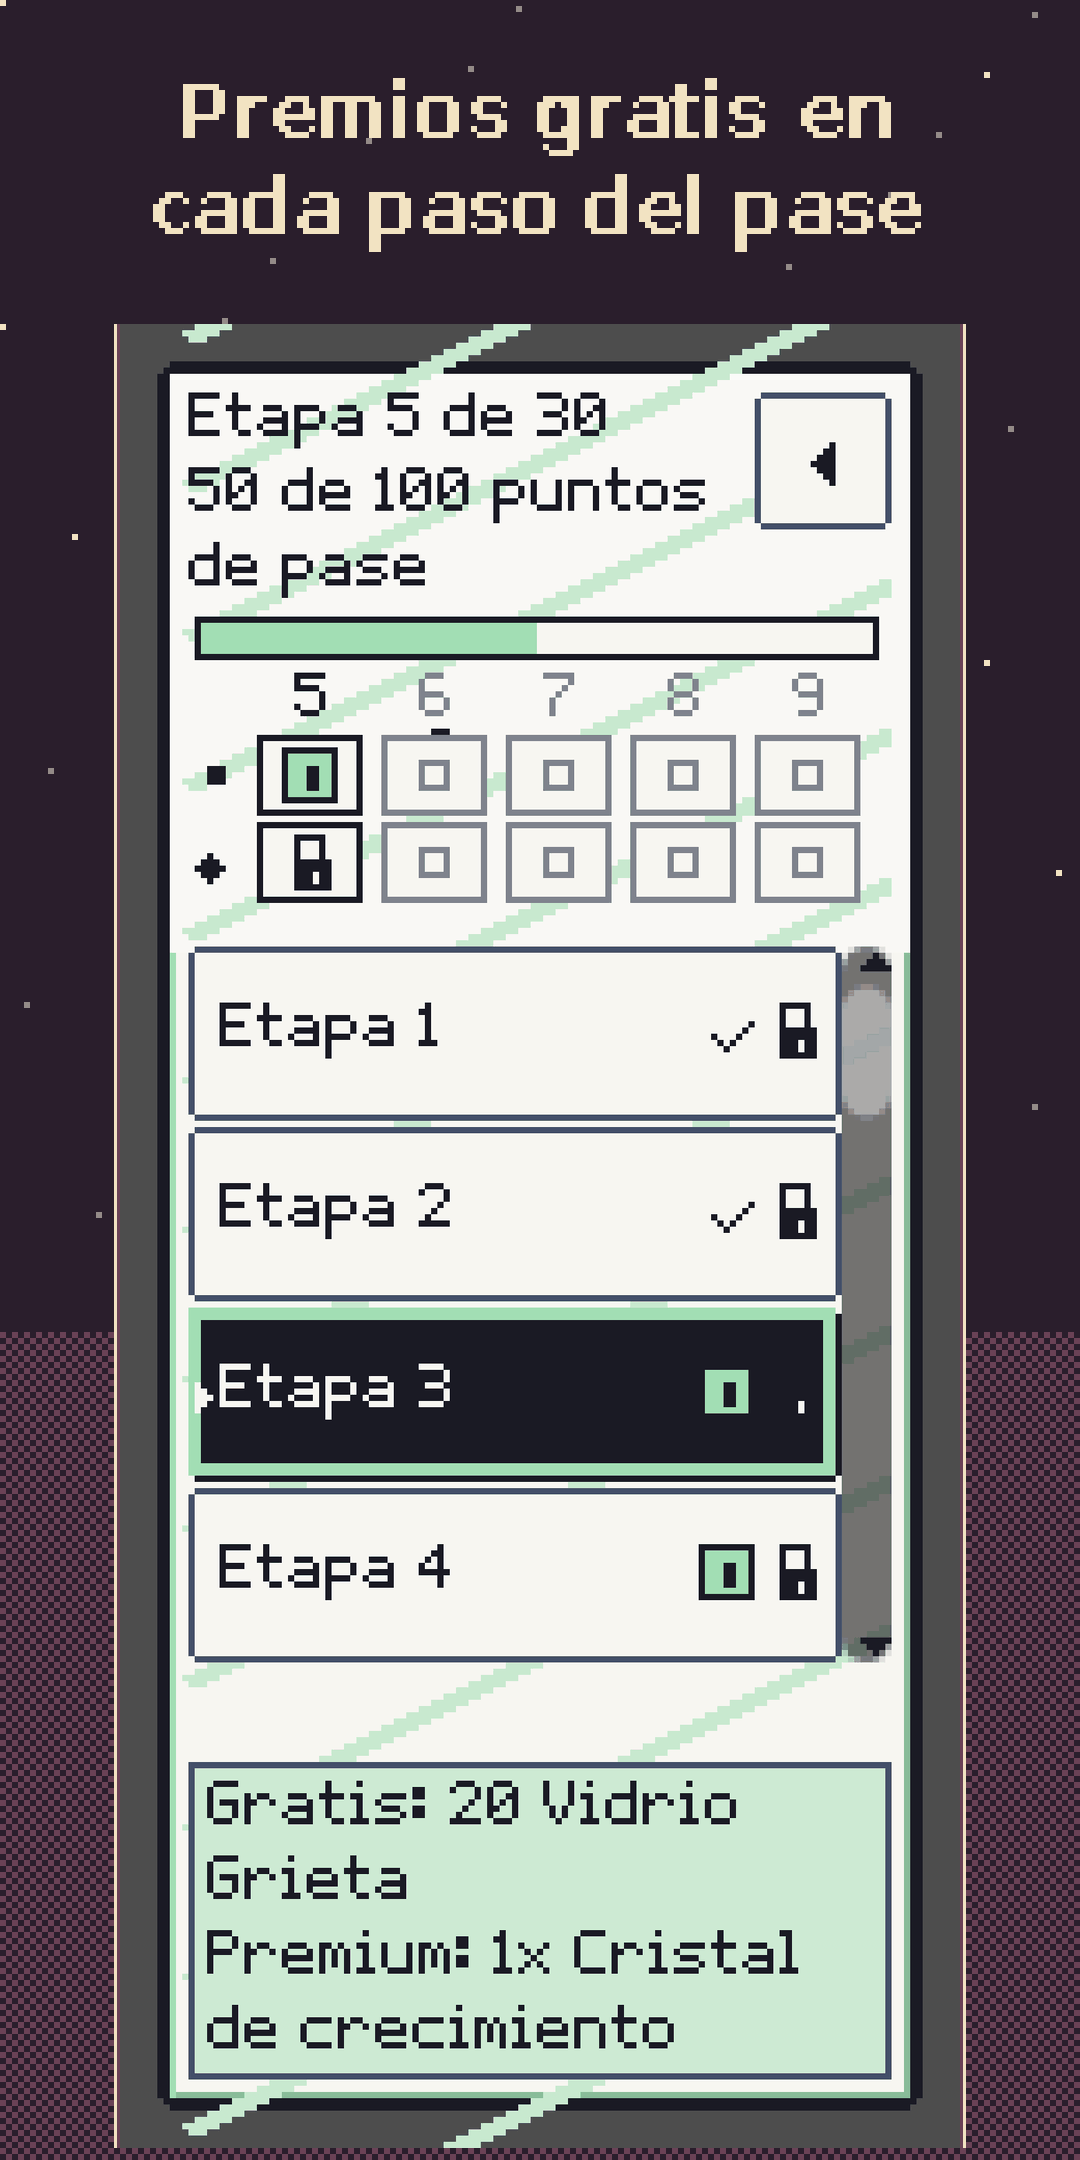 Premios gratis en
cada paso del pase
Etapa 5 de 30
50 de 100 puntos
de pase
5 6 7 8 9
Etapa 1
Etapa 2
Etapa 3
Etapa 4
Gratis: 20 Vidrio
Grieta
Premium: 1x Cristal
de crecimiento